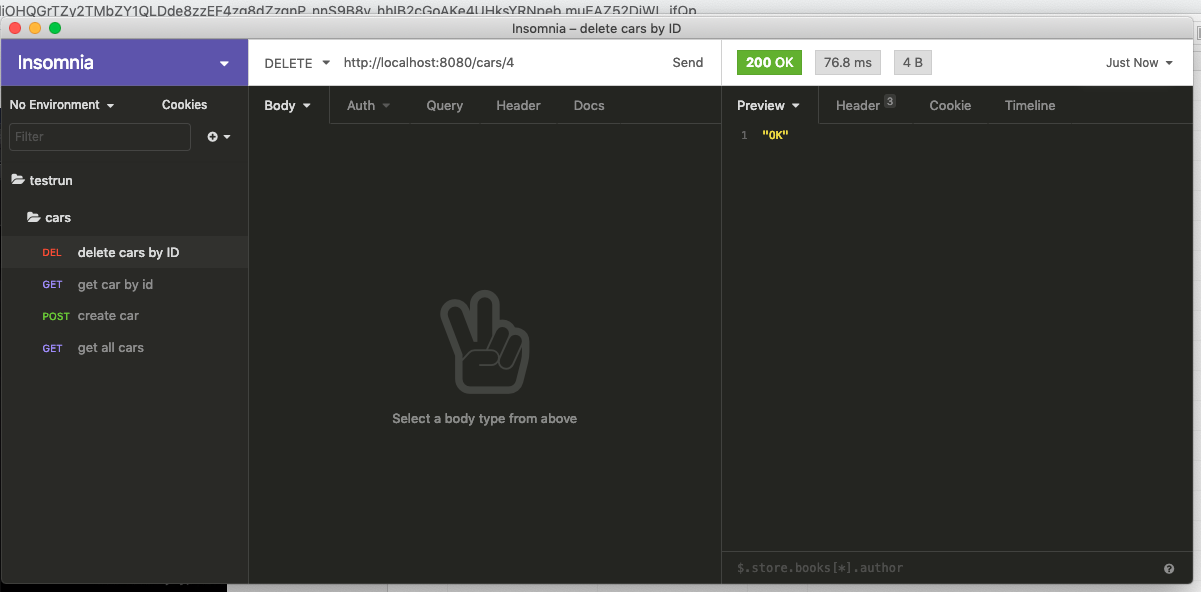 Insomnia – delete cars by ID
Insomnia
DELETE http://localhost:8080/cars/4 Send
200 OK 76.8 ms 4 B Just Now
No Environment Cookies
Body Auth Query Header Docs
Preview Header 3 Cookie Timeline
Filter
1 "OK"
testrun
cars
DEL delete cars by ID
GET get car by id
POST create car
GET get all cars
Select a body type from above
$.store.books[*].author